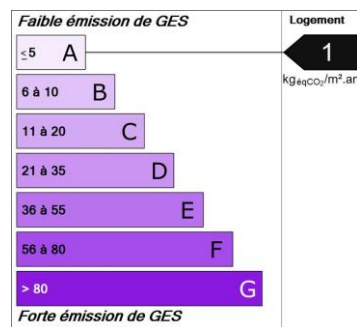 Faible émission de GES
Logement
≤5 A
1
kgéqCO₂/m².an
6 à 10 B
11 à 20 C
21 à 35 D
36 à 55 E
56 à 80 F
> 80 G
Forte émission de GES